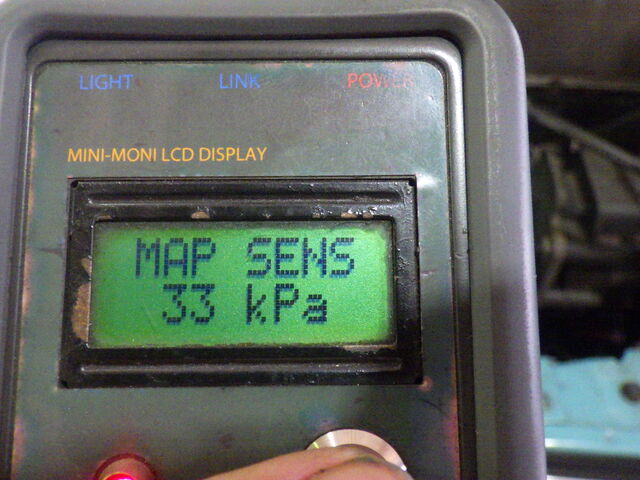 LIGHT LINK POWER
MINI-MONI LCD DISPLAY
MAP SENS
33 kPa